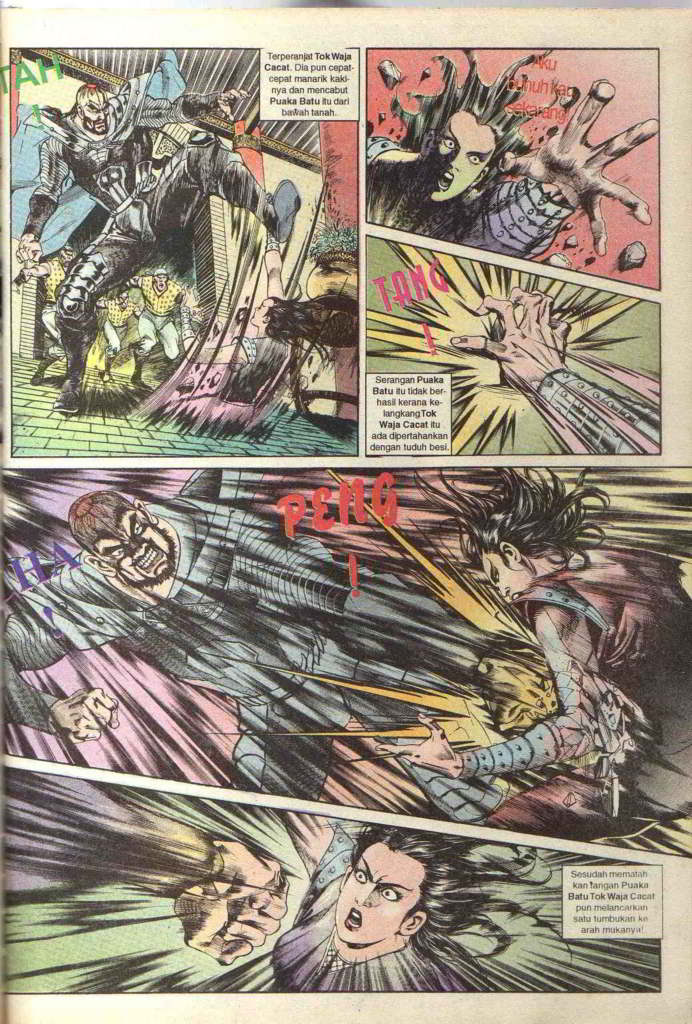 TAH
!
Terperanjat Tok Waja
Cacat. Dia pun cepat-
cepat manarik kaki-
nya dan mencabut
Puaka Batu itu dari
bawah tanah.
Aku
bunuh kau
sekarang!
TANG
!
Serangan Puaka
Batu itu tidak ber-
hasil kerana ke-
langkangTok
Waja Cacat itu
ada dipertahankan
dengan tuduh besi.
HA
!
PENG
!
Sesudah mematah
kan tangan Puaka
Batu Tok Waja Cacat
pun melancarkan
satu tumbukan ke
arah mukanya!